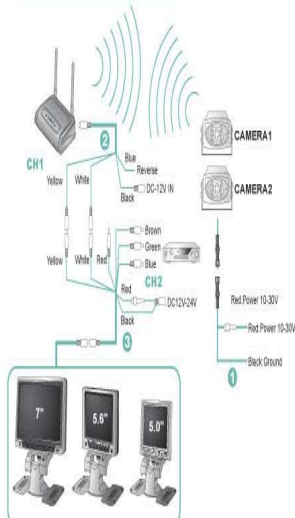 CAMERA1
2
CH1
Blue
Reverse
Yellow
White
DC-12V IN
CAMERA2
Black
Brown
Green
Yellow
White
Red
Blue
CH2
Red
DC12V-24V
Black
Red Power 10-30V
Red Power 10-30V
Black Ground
3
1
7"
5.6"
5.0"